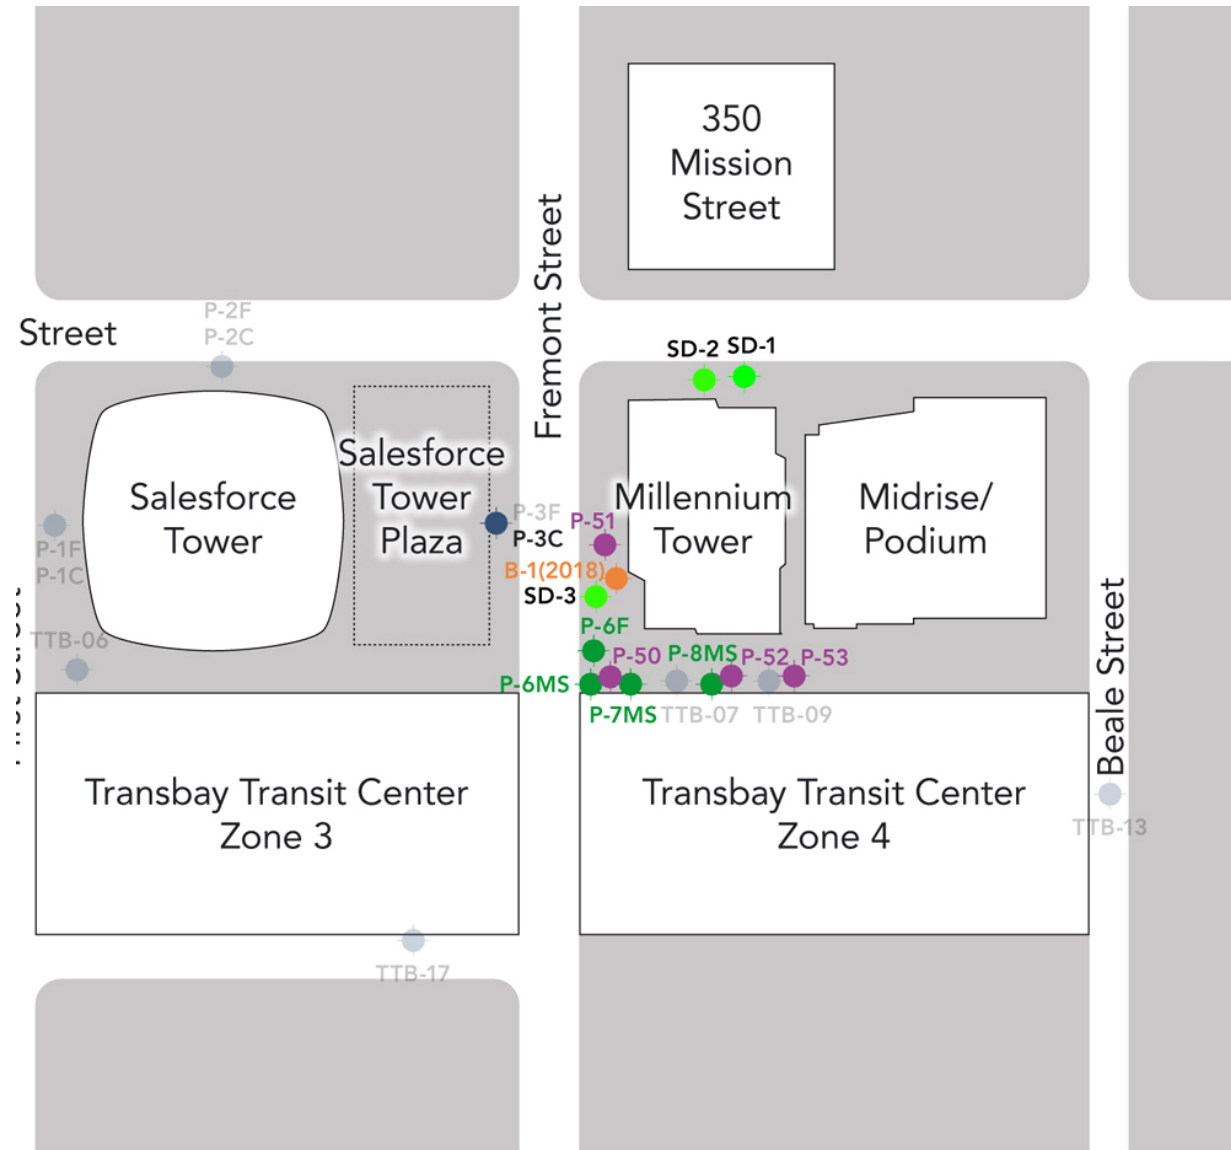 350
Mission
Street
Fremont Street
P-2F
P-2C
Street
SD-2
SD-1
Salesforce
Tower
Salesforce
Tower
Plaza
Millennium
Tower
Midrise/
Podium
P-3F
P-3C
P-51
P-1F
P-1C
B-1(2018)
SD-3
P-6F
TTB-06
P-50
P-8MS
P-52
P-53
P-6MS
P-7MS
TTB-07
TTB-09
Beale Street
Transbay Transit Center
Zone 3
Transbay Transit Center
Zone 4
TTB-13
TTB-17